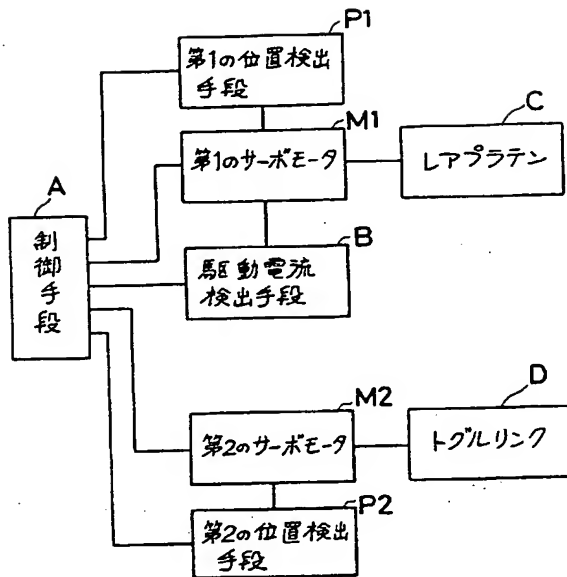 P1
第1の位置検出
手段
M1
第1のサーボモータ
C
レアプラテン
A
制
御
手
段
B
駆動電流
検出手段
M2
第2のサーボモータ
D
トグルリンク
P2
第2の位置検出
手段